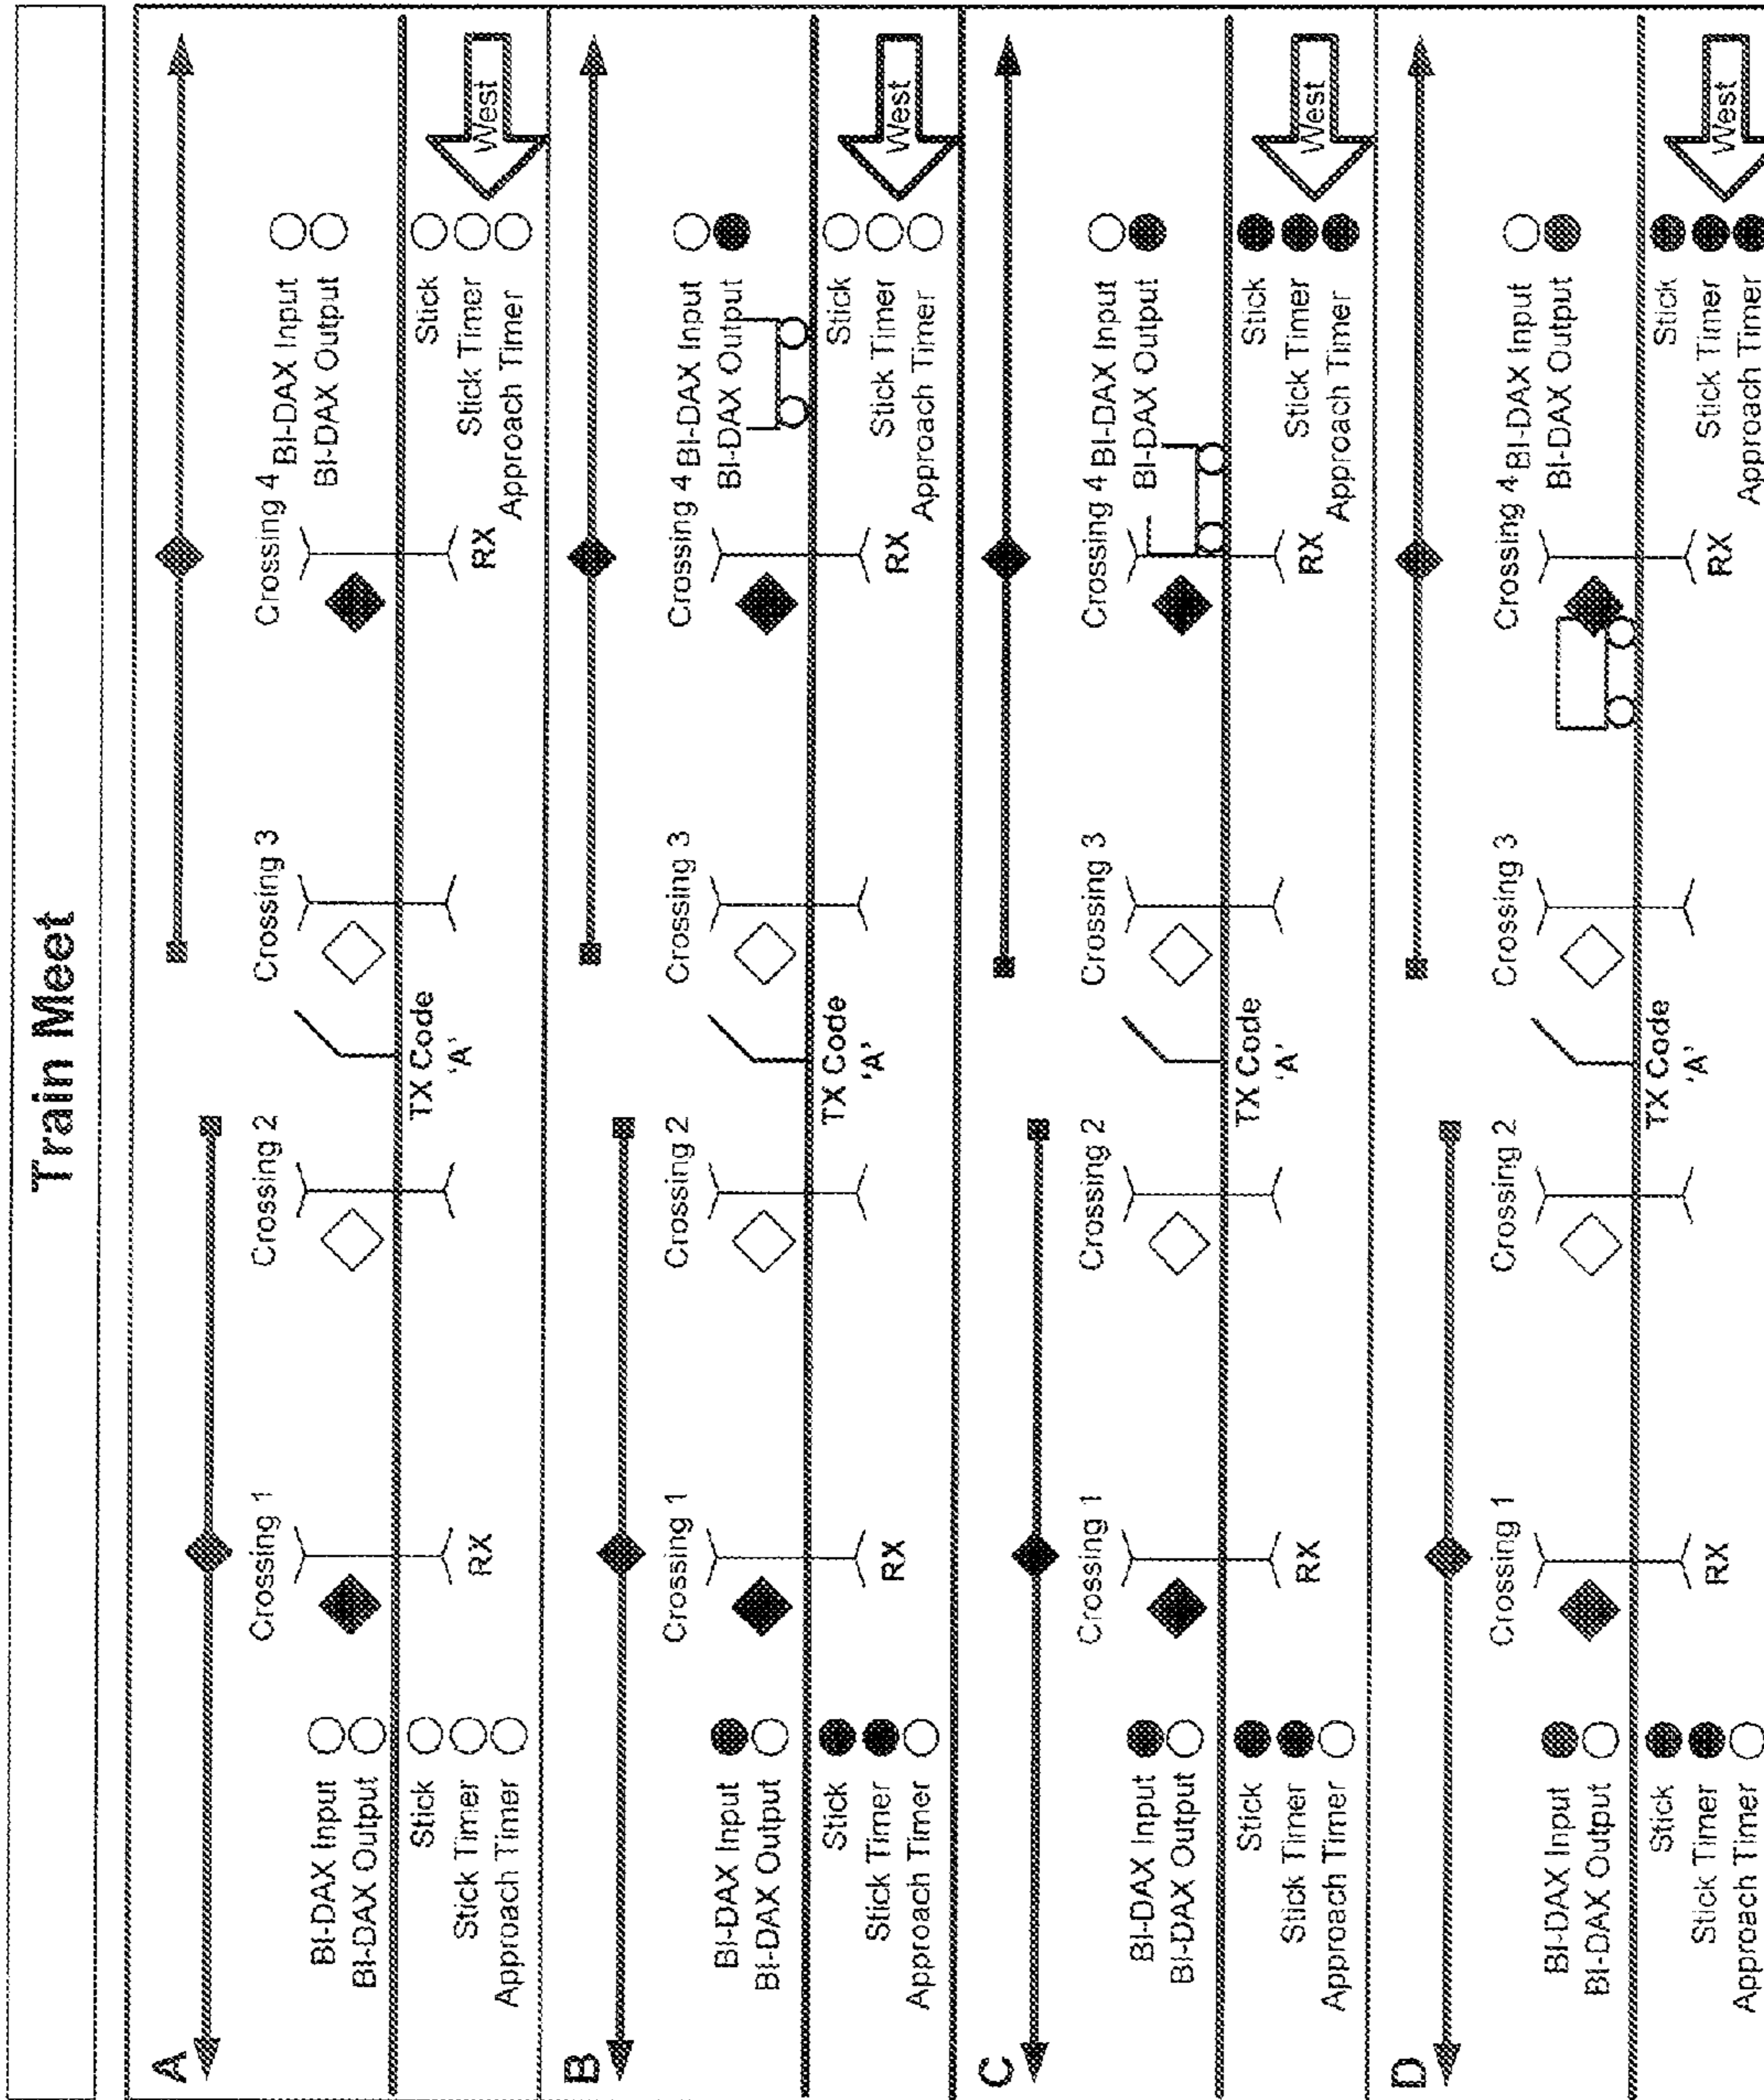 Train Meet
A
Crossing 1
Crossing 2
Crossing 3
Crossing 4
BI-DAX Input
BI-DAX Output
BI-DAX Input
BI-DAX Output
Stick
Stick Timer
Approach Timer
RX
TX Code
'A'
RX
Stick
Stick Timer
Approach Timer
West
B
Crossing 1
Crossing 2
Crossing 3
Crossing 4
BI-DAX Input
BI-DAX Output
BI-DAX Input
BI-DAX Output
Stick
Stick Timer
Approach Timer
RX
TX Code
'A'
RX
Stick
Stick Timer
Approach Timer
West
C
Crossing 1
Crossing 2
Crossing 3
Crossing 4
BI-DAX Input
BI-DAX Output
BI-DAX Input
BI-DAX Output
Stick
Stick Timer
Approach Timer
RX
TX Code
'A'
RX
Stick
Stick Timer
Approach Timer
West
D
Crossing 1
Crossing 2
Crossing 3
Crossing 4
BI-DAX Input
BI-DAX Output
BI-DAX Input
BI-DAX Output
Stick
Stick Timer
Approach Timer
RX
TX Code
'A'
RX
Stick
Stick Timer
Approach Timer
West